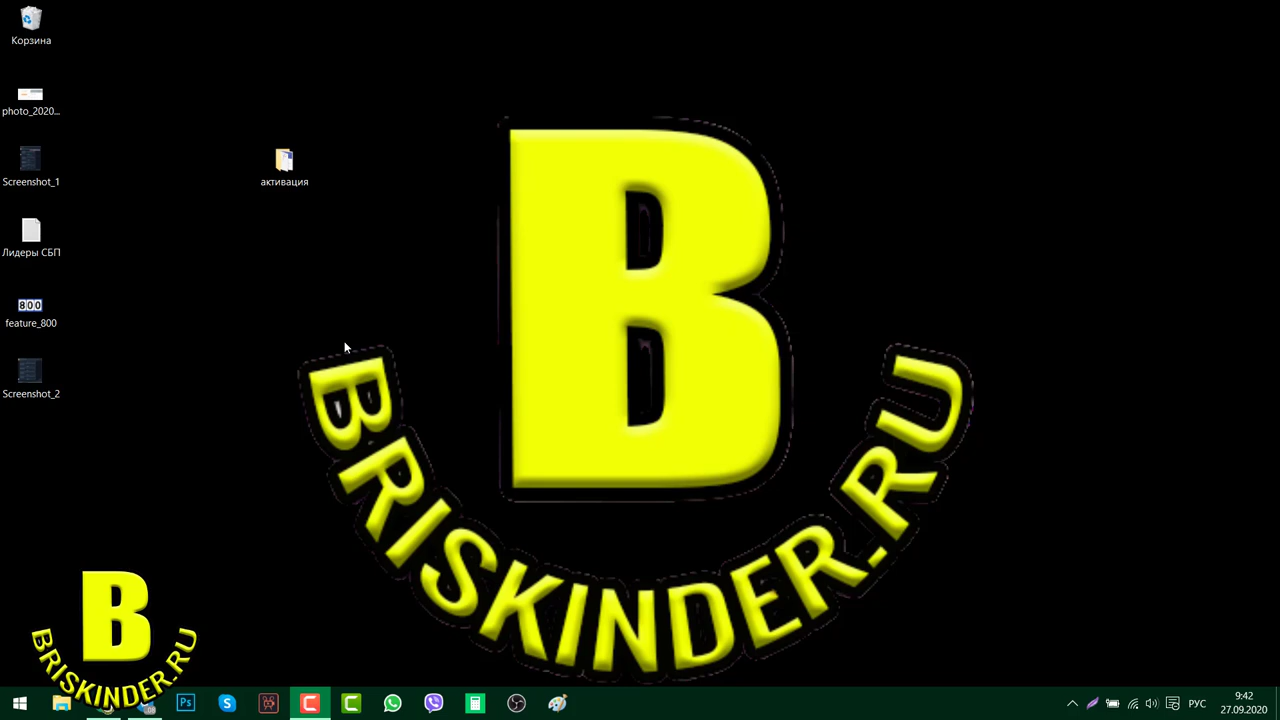 Корзина
photo_2020...
Screenshot_1
Лидеры СБП
800
feature_800
Screenshot_2
активация
B
BRISKINDER.RU
B
BRISKINDER.RU
Ps
РУС
9:42
27.09.2020